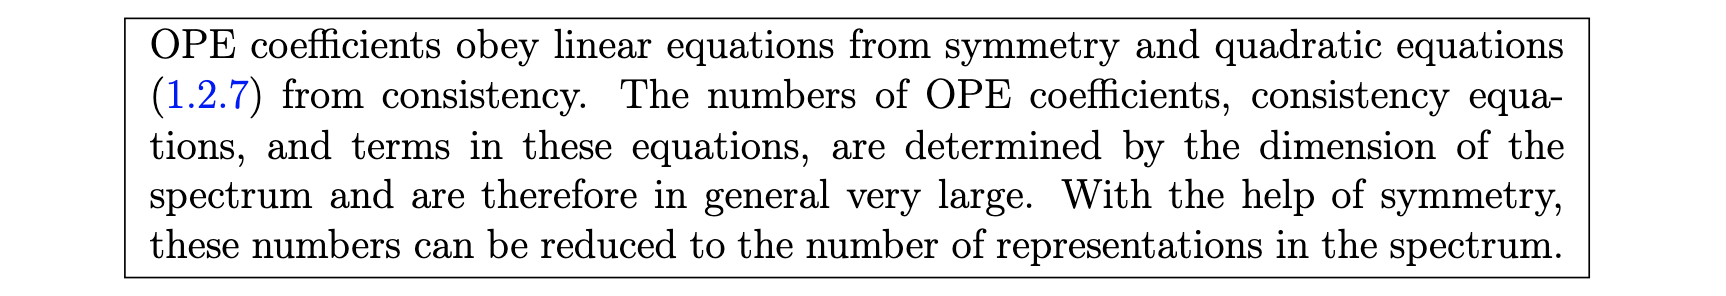 OPE coefficients obey linear equations from symmetry and quadratic equations
(1.2.7) from consistency. The numbers of OPE coefficients, consistency equa-
tions, and terms in these equations, are determined by the dimension of the
spectrum and are therefore in general very large. With the help of symmetry,
these numbers can be reduced to the number of representations in the spectrum.